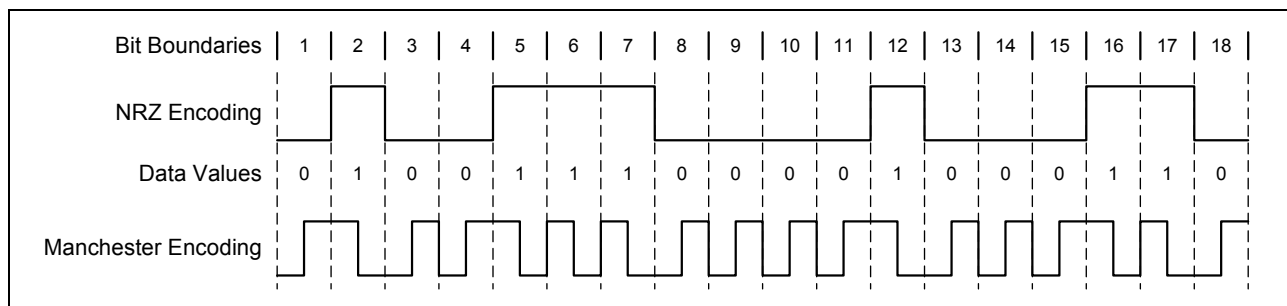 Bit Boundaries 1 2 3 4 5 6 7 8 9 10 11 12 13 14 15 16 17 18
NRZ Encoding
Data Values 0 1 0 0 1 1 1 0 0 0 0 1 0 0 0 1 1 0
Manchester Encoding